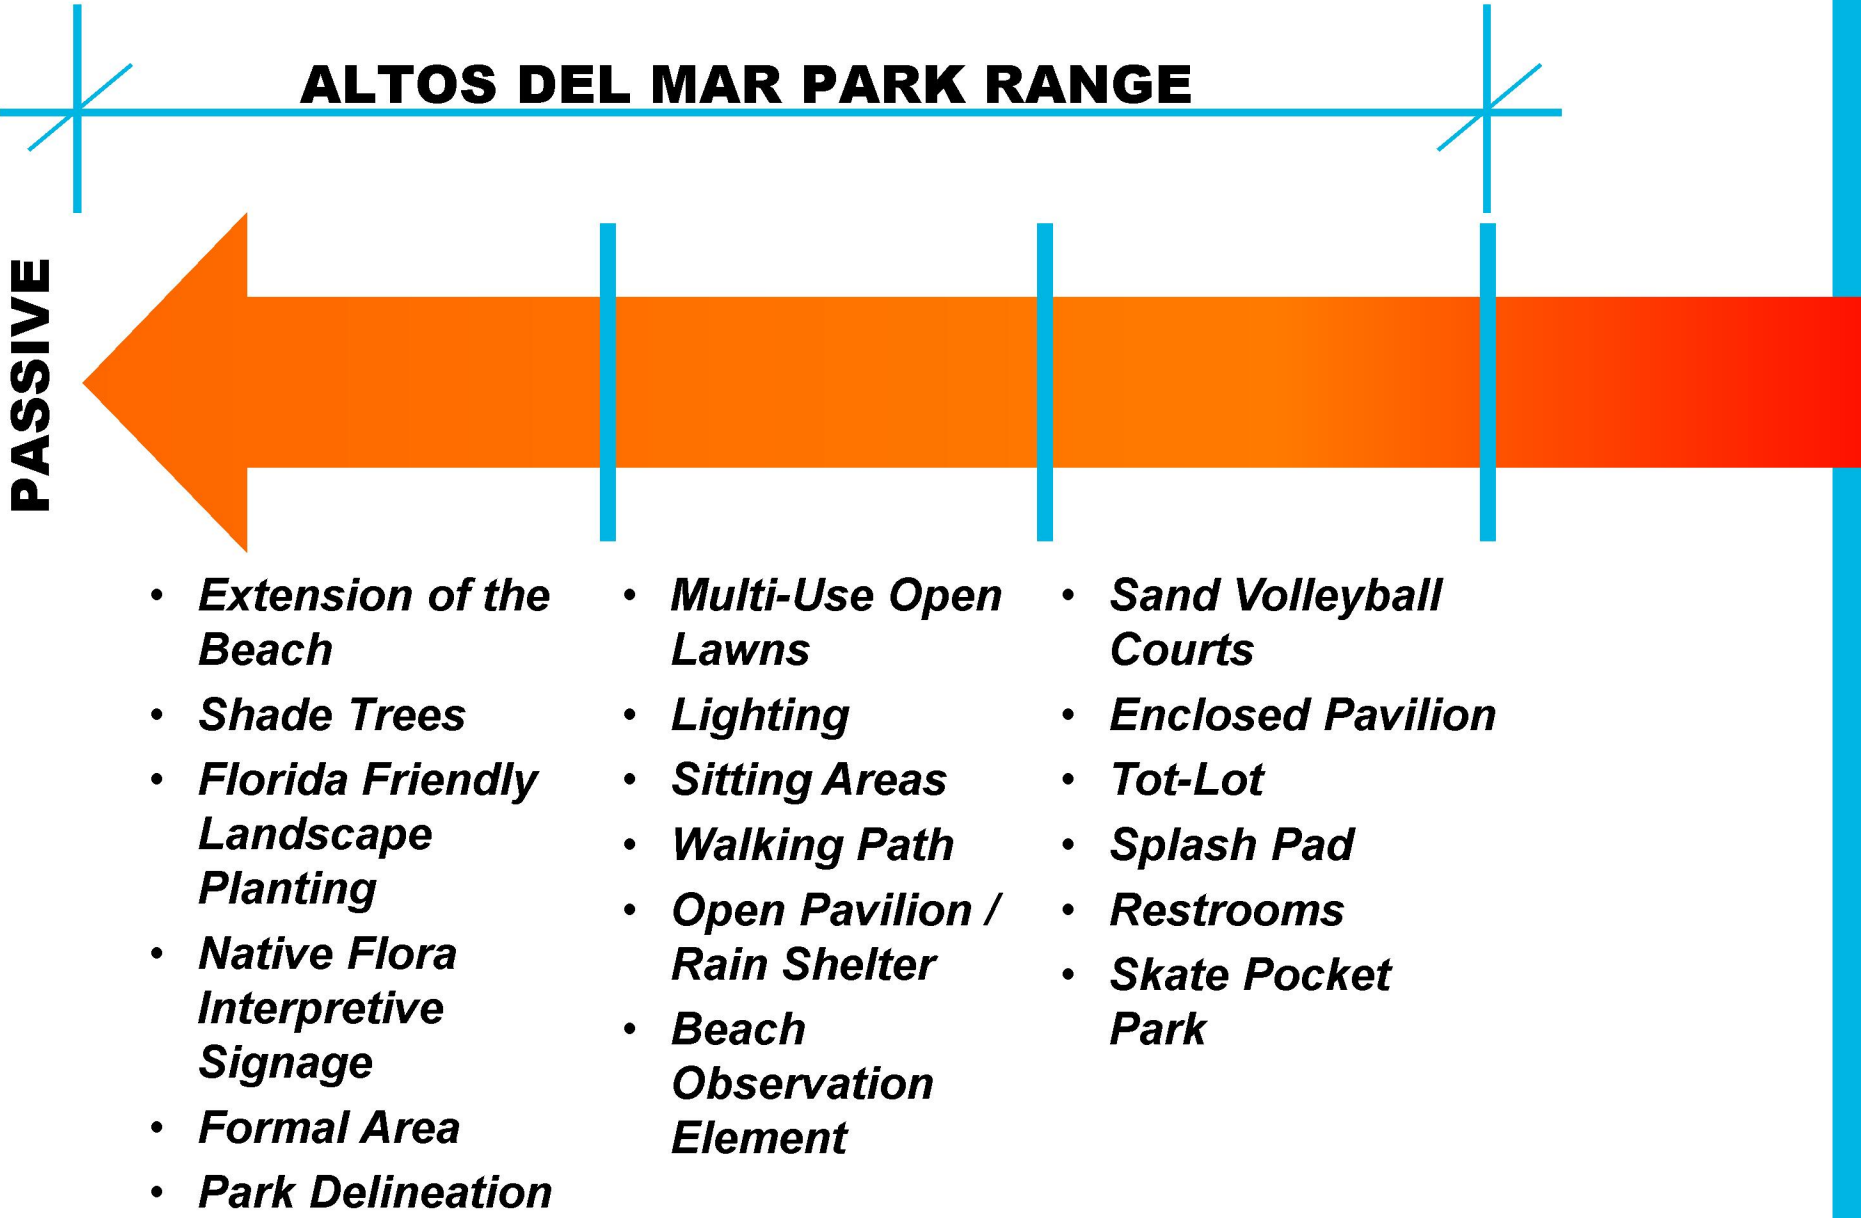 ALTOS DEL MAR PARK RANGE
PASSIVE
• Extension of the
Beach
• Shade Trees
• Florida Friendly
Landscape
Planting
• Native Flora
Interpretive
Signage
• Formal Area
• Park Delineation
• Multi-Use Open
Lawns
• Lighting
• Sitting Areas
• Walking Path
• Open Pavilion /
Rain Shelter
• Beach
Observation
Element
• Sand Volleyball
Courts
• Enclosed Pavilion
• Tot-Lot
• Splash Pad
• Restrooms
• Skate Pocket
Park